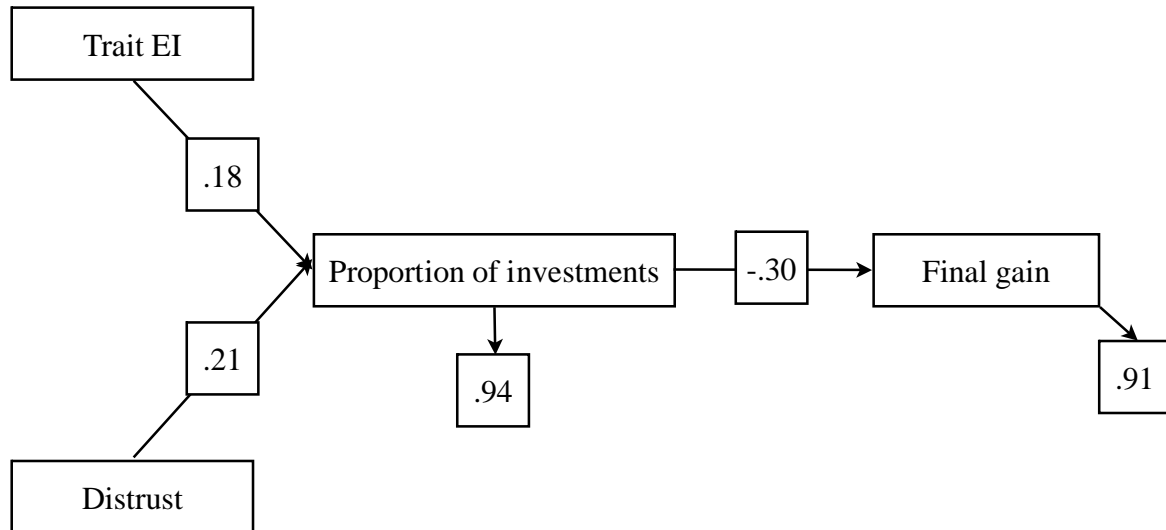 Trait EI
.18
Proportion of investments
-.30
Final gain
.21
.94
.91
Distrust